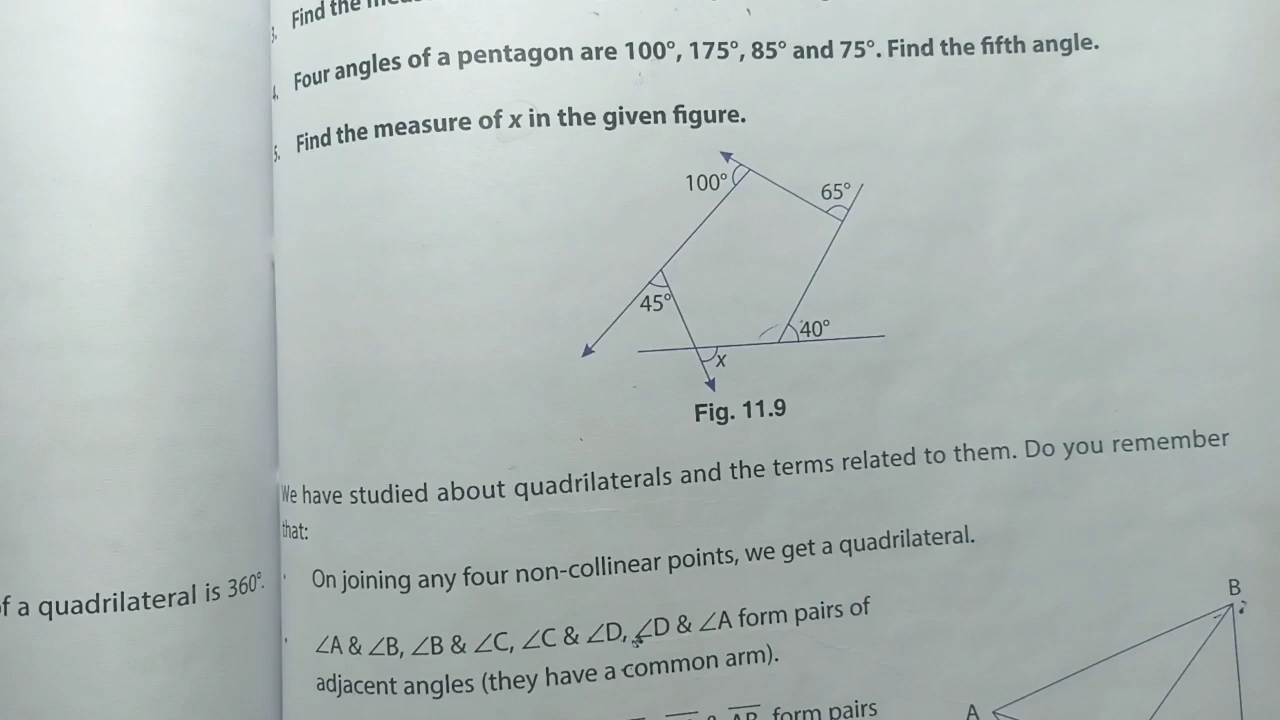 3. Find the
4. Four angles of a pentagon are 100°, 175°, 85° and 75°. Find the fifth angle.
5. Find the measure of x in the given figure.
100°
65°
45°
40°
x
Fig. 11.9
We have studied about quadrilaterals and the terms related to them. Do you remember
that:
On joining any four non-collinear points, we get a quadrilateral.
f a quadrilateral is 360°.
∠A & ∠B, ∠B & ∠C, ∠C & ∠D, ∠D & ∠A form pairs of
adjacent angles (they have a common arm).
B
A
form pairs